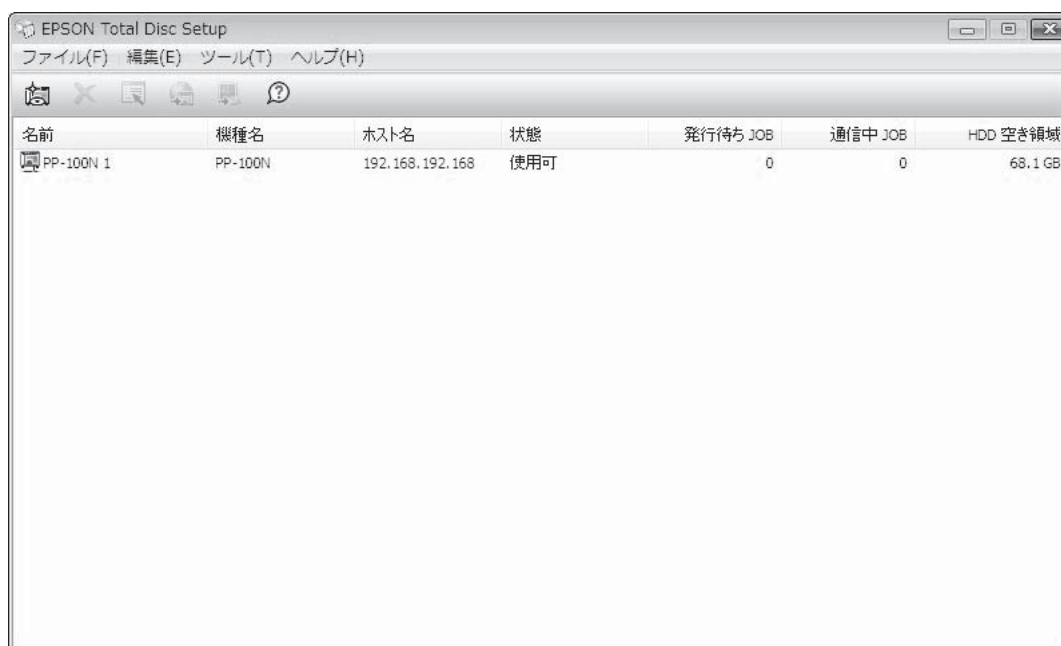 EPSON Total Disc Setup
ファイル(F) 編集(E) ツール(T) ヘルプ(H)
名前 機種名 ホスト名 状態 発行待ち JOB 通信中 JOB HDD 空き領域
PP-100N 1 PP-100N 192.168.192.168 使用可 0 0 68.1 GB